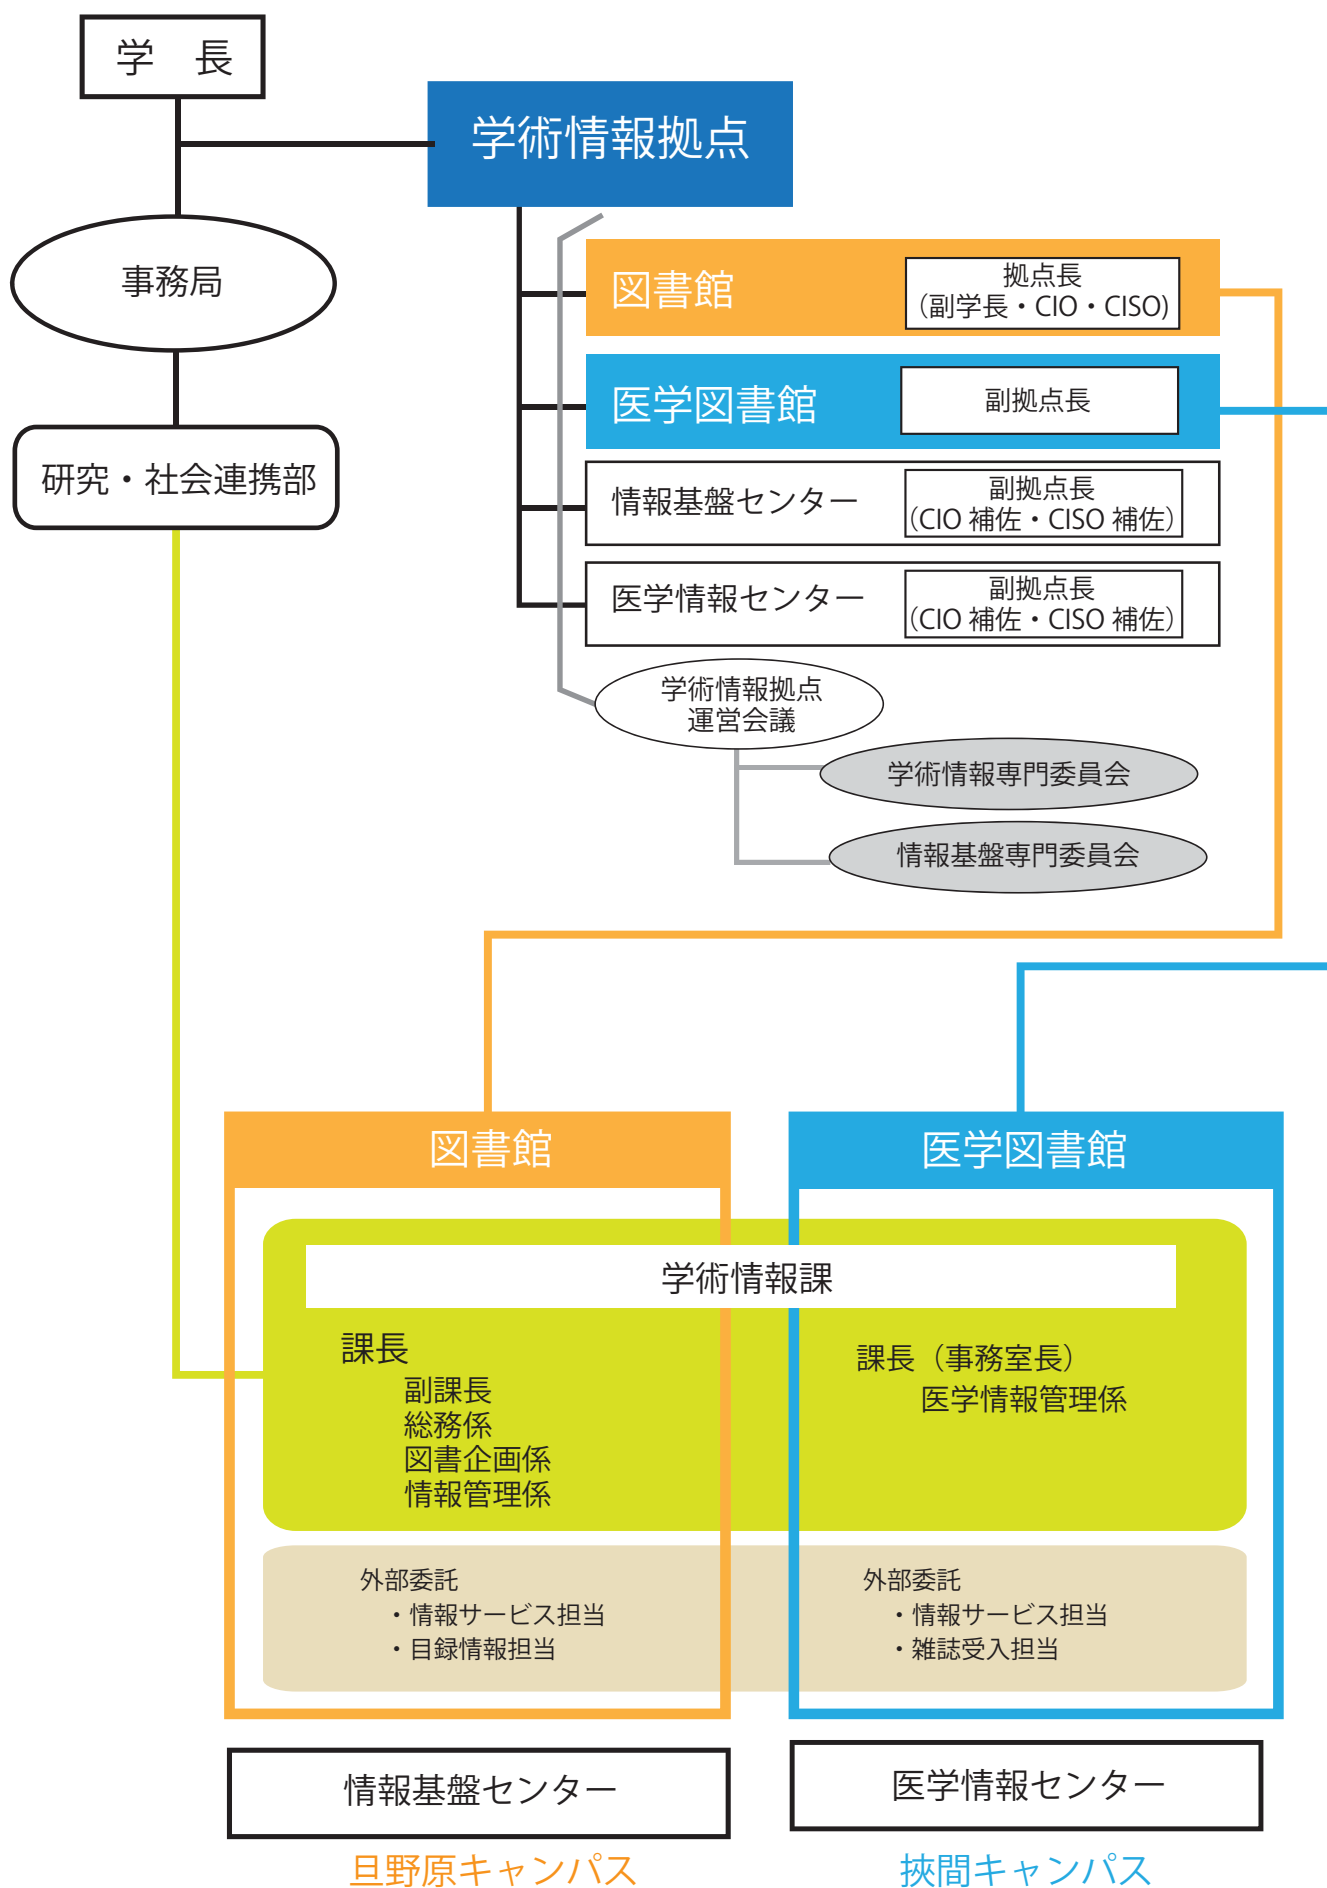 学　長
学術情報拠点
事務局
図書館
拠点長
（副学長・CIO・CISO)
医学図書館
副拠点長
研究・社会連携部
情報基盤センター
副拠点長
（CIO 補佐・CISO 補佐）
医学情報センター
副拠点長
（CIO 補佐・CISO 補佐）
学術情報拠点
運営会議
学術情報専門委員会
情報基盤専門委員会
図書館
医学図書館
学術情報課
課長
副課長
総務係
図書企画係
情報管理係
課長（事務室長）
医学情報管理係
外部委託
・情報サービス担当
・目録情報担当
外部委託
・情報サービス担当
・雑誌受入担当
情報基盤センター
医学情報センター
旦野原キャンパス
挾間キャンパス